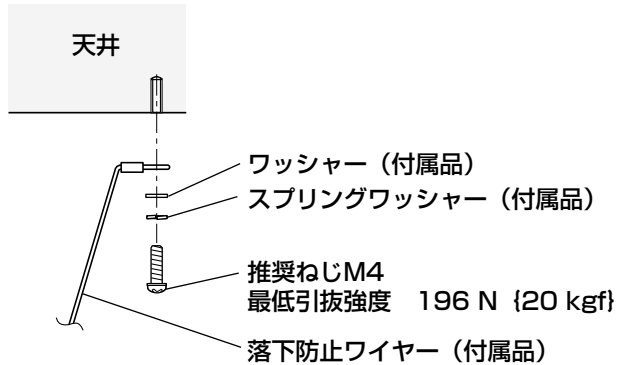 天井
ワッシャー（付属品）
スプリングワッシャー（付属品）
推奨ねじM4
最低引抜強度　196 N｛20 kgf｝
落下防止ワイヤー（付属品）